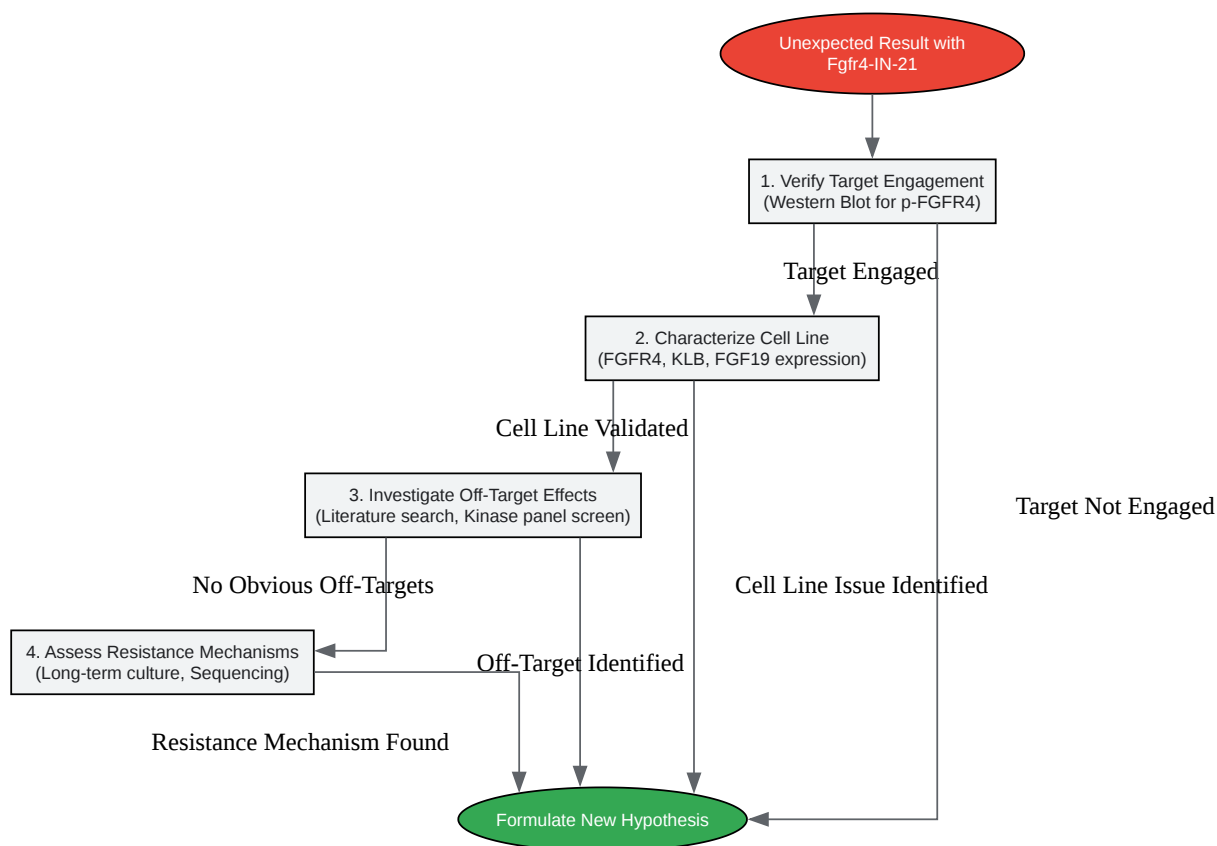 Unexpected Result with
Fgfr4-IN-21
1. Verify Target Engagement
(Western Blot for p-FGFR4)
Target Engaged
2. Characterize Cell Line
(FGFR4, KLB, FGF19 expression)
Cell Line Validated
3. Investigate Off-Target Effects
(Literature search, Kinase panel screen)
Target Not Engaged
No Obvious Off-Targets
Cell Line Issue Identified
4. Assess Resistance Mechanisms
(Long-term culture, Sequencing)
Off-Target Identified
Resistance Mechanism Found
Formulate New Hypothesis